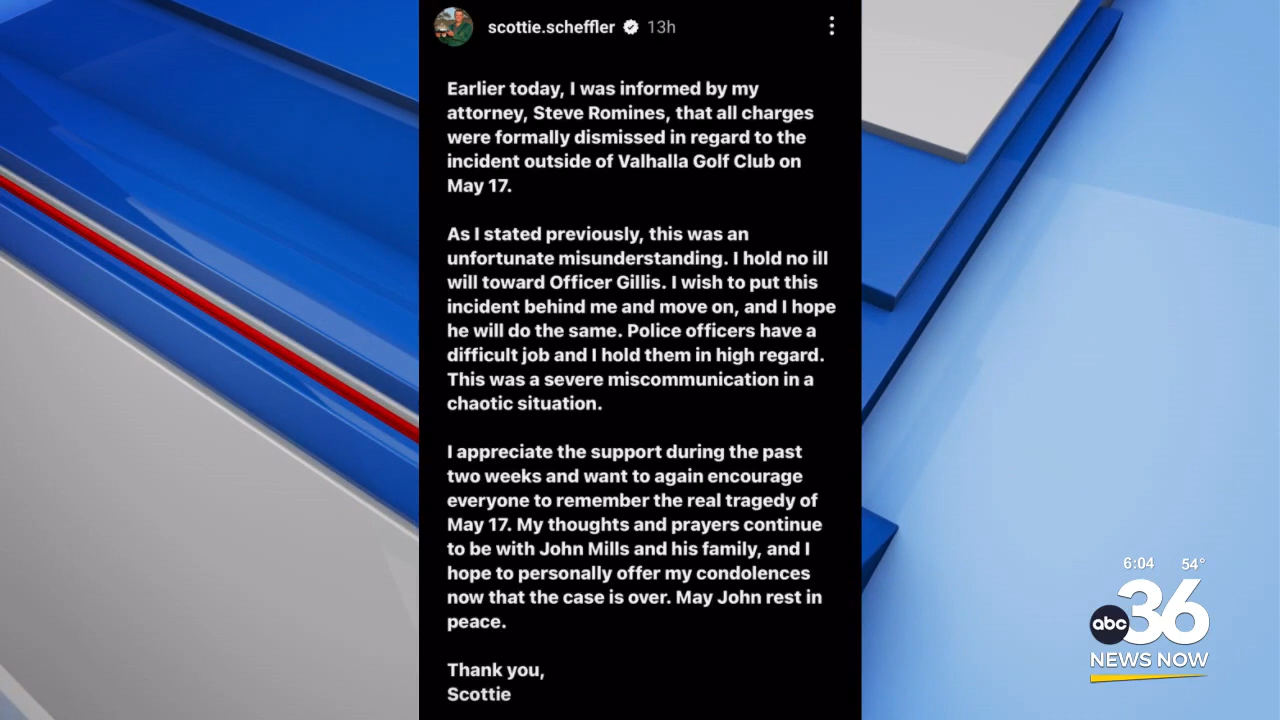 scottie.scheffler 13h
Earlier today, I was informed by my
attorney, Steve Romines, that all charges
were formally dismissed in regard to the
incident outside of Valhalla Golf Club on
May 17.
As I stated previously, this was an
unfortunate misunderstanding. I hold no ill
will toward Officer Gillis. I wish to put this
incident behind me and move on, and I hope
he will do the same. Police officers have a
difficult job and I hold them in high regard.
This was a severe miscommunication in a
chaotic situation.
I appreciate the support during the past
two weeks and want to again encourage
everyone to remember the real tragedy of
May 17. My thoughts and prayers continue
to be with John Mills and his family, and I
hope to personally offer my condolences
now that the case is over. May John rest in
peace.
Thank you,
Scottie
6:04 54°
abc 36
NEWS NOW